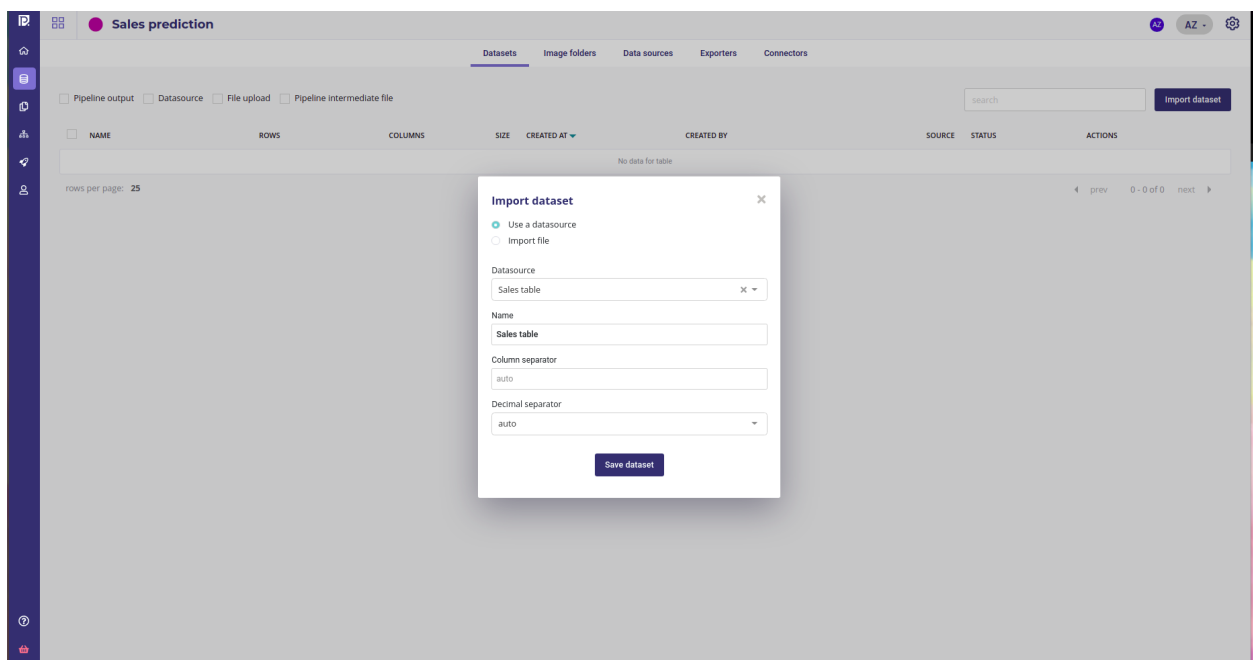 Sales prediction
AZ
AZ
Datasets Image folders Data sources Exporters Connectors
Pipeline output Datasource File upload Pipeline intermediate file
search
Import dataset
NAME ROWS COLUMNS SIZE CREATED AT CREATED BY SOURCE STATUS ACTIONS
No data for table
rows per page: 25
prev 0 - 0 of 0 next
Import dataset
Use a datasource
Import file
Datasource
Sales table
Name
Sales table
Column separator
auto
Decimal separator
auto
Save dataset